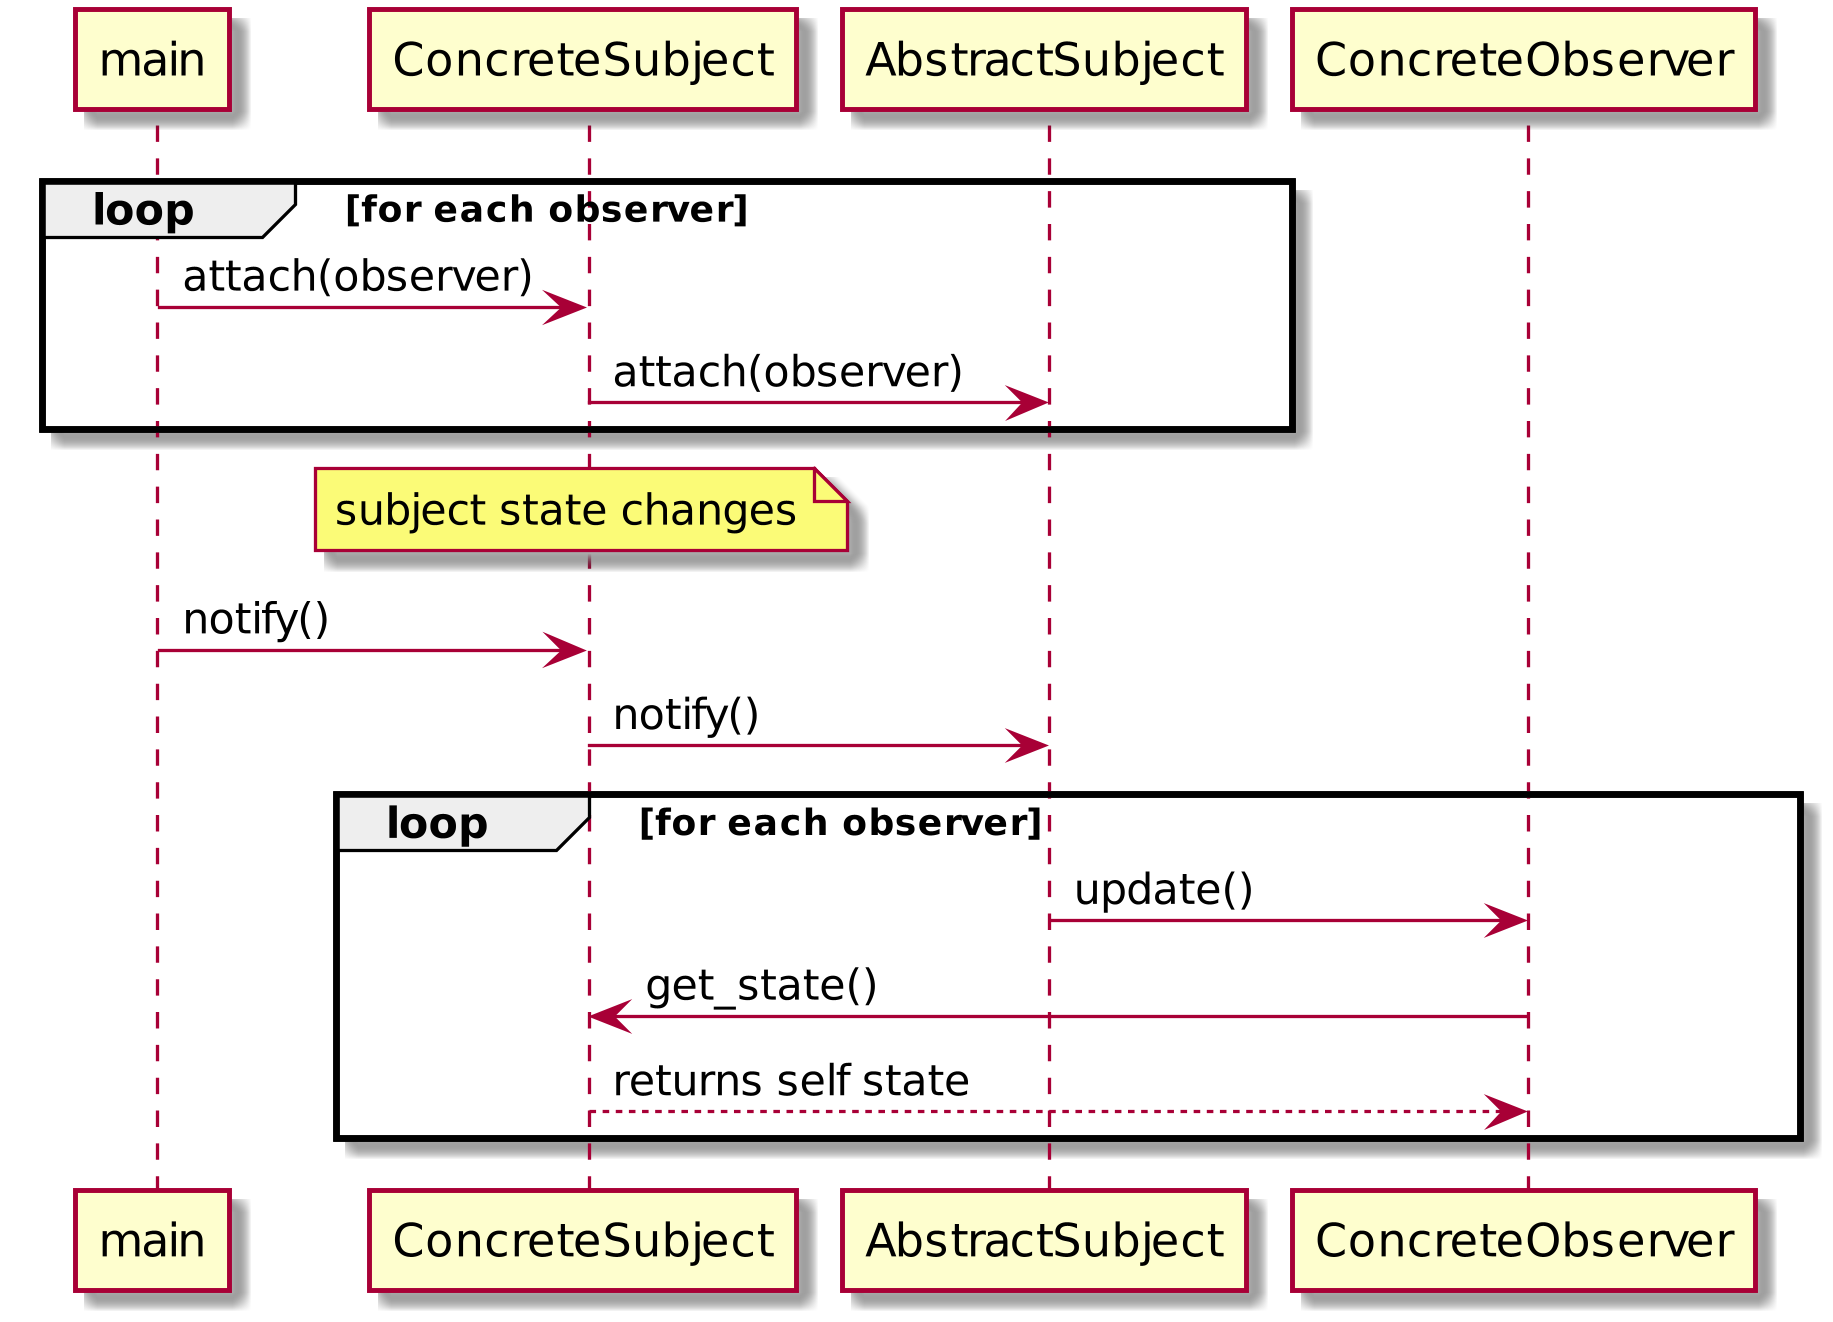 main
ConcreteSubject
AbstractSubject
ConcreteObserver
loop
[for each observer]
attach(observer)
attach(observer)
subject state changes
notify()
notify()
loop
[for each observer]
update()
get_state()
returns self state
main
ConcreteSubject
AbstractSubject
ConcreteObserver